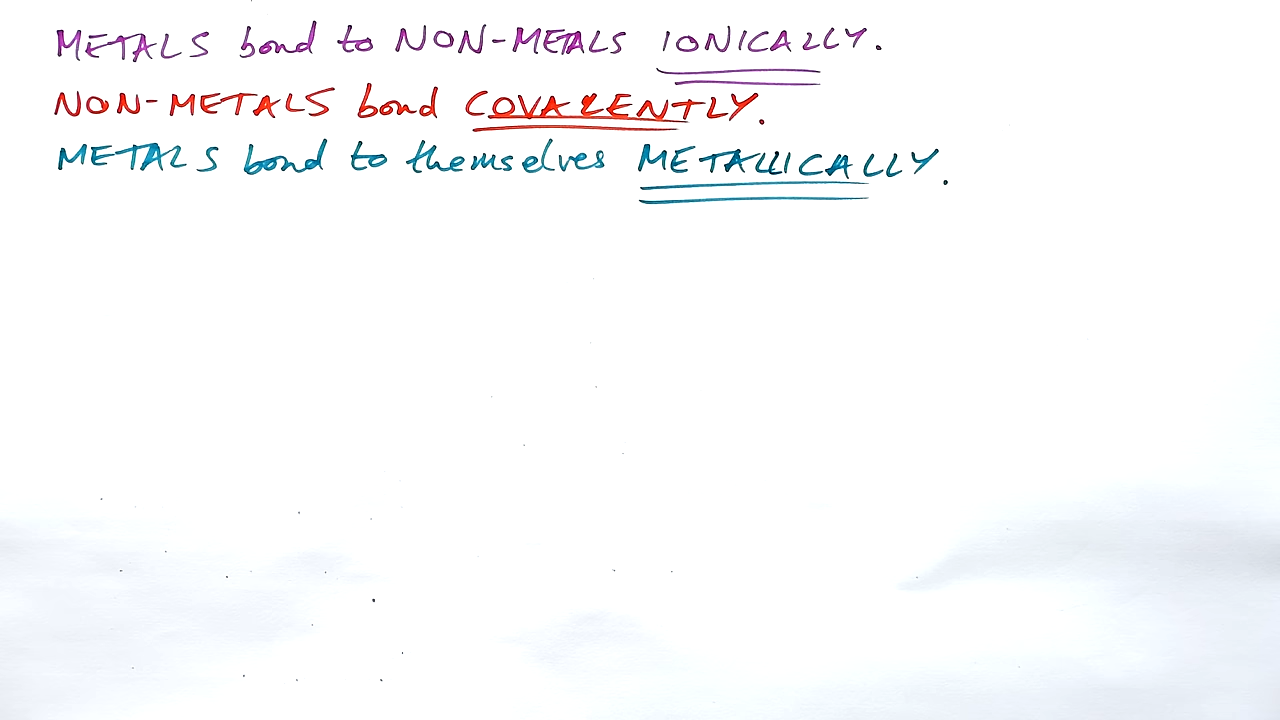 METALS bond to NON-METALS IONICALLY.
NON-METALS bond COVALENTLY.
METALS bond to themselves METALLICALLY.